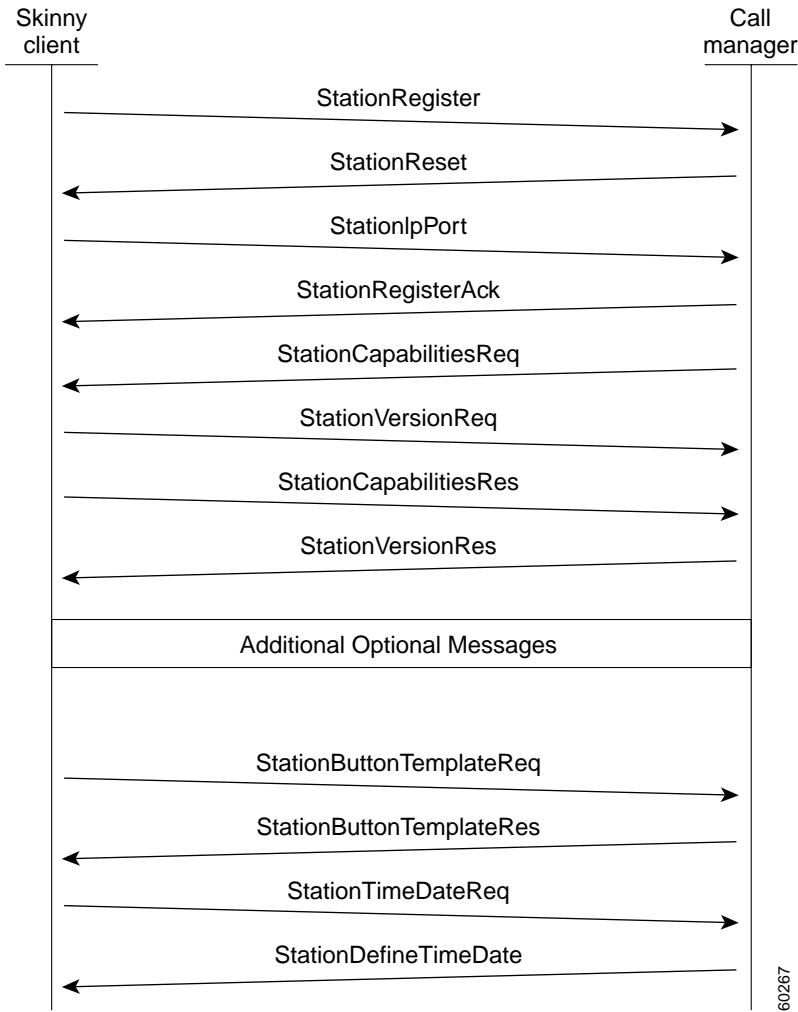 Skinny
client
Call
manager
StationRegister
StationReset
StationIpPort
StationRegisterAck
StationCapabilitiesReq
StationVersionReq
StationCapabilitiesRes
StationVersionRes
Additional Optional Messages
StationButtonTemplateReq
StationButtonTemplateRes
StationTimeDateReq
StationDefineTimeDate
60267